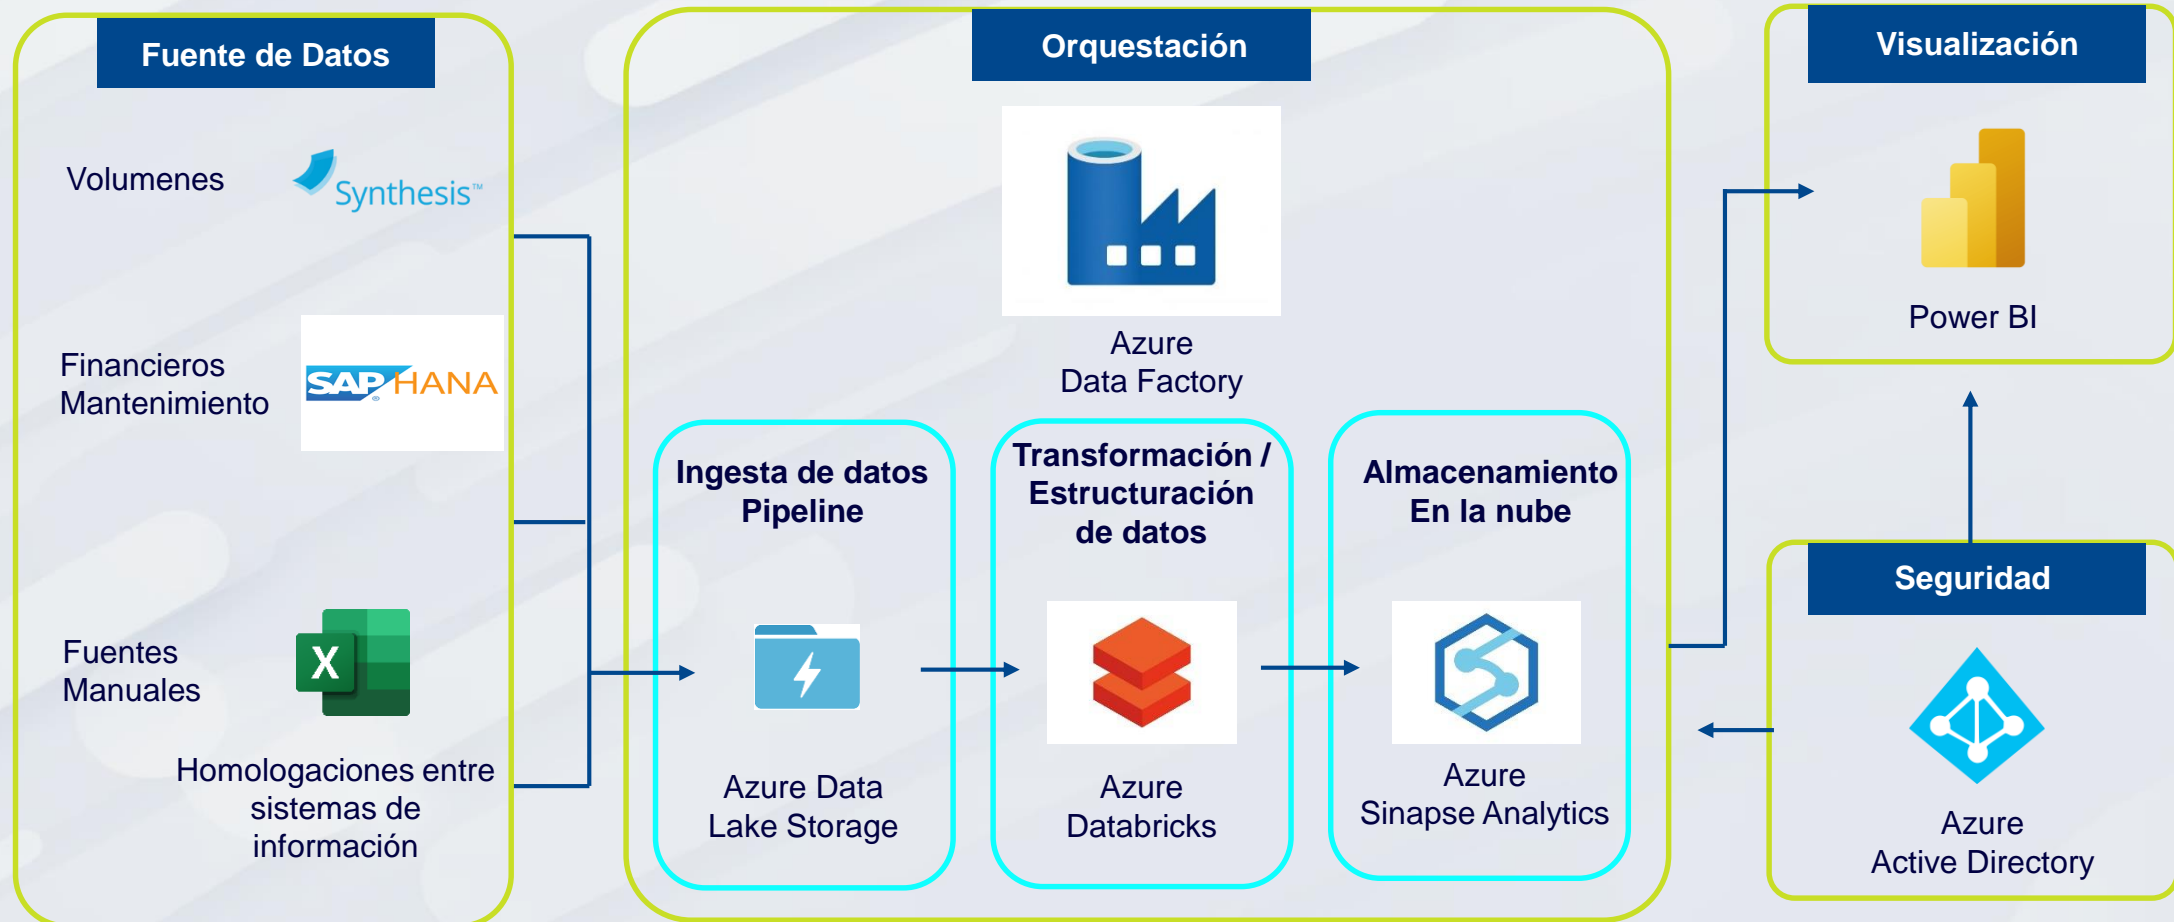 Fuente de Datos
Volumenes
Synthesis™
Financieros
Mantenimiento
SAP HANA
®
Fuentes
Manuales
X
Homologaciones entre
sistemas de
información
Orquestación
Azure
Data Factory
Ingesta de datos
Pipeline
Azure Data
Lake Storage
Transformación /
Estructuración
de datos
Azure
Databricks
Almacenamiento
En la nube
Azure
Sinapse Analytics
Visualización
Power BI
Seguridad
Azure
Active Directory